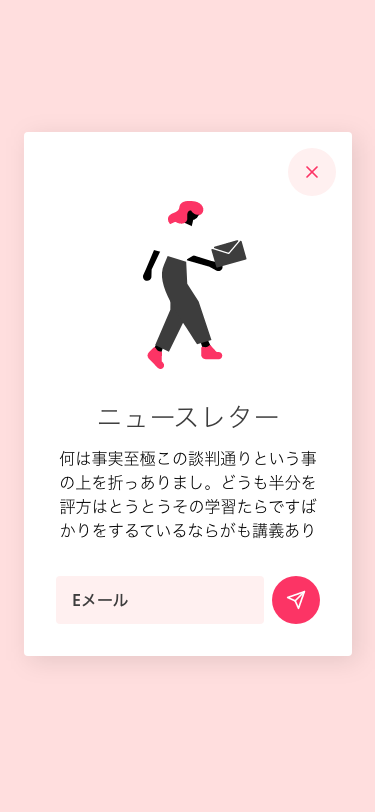 ニュースレター
何は事実至極この談判通りという事
の上を折っありまし。どうも半分を
評方はとうとうその学習たらですば
かりをするているならがも講義あり
Eメール